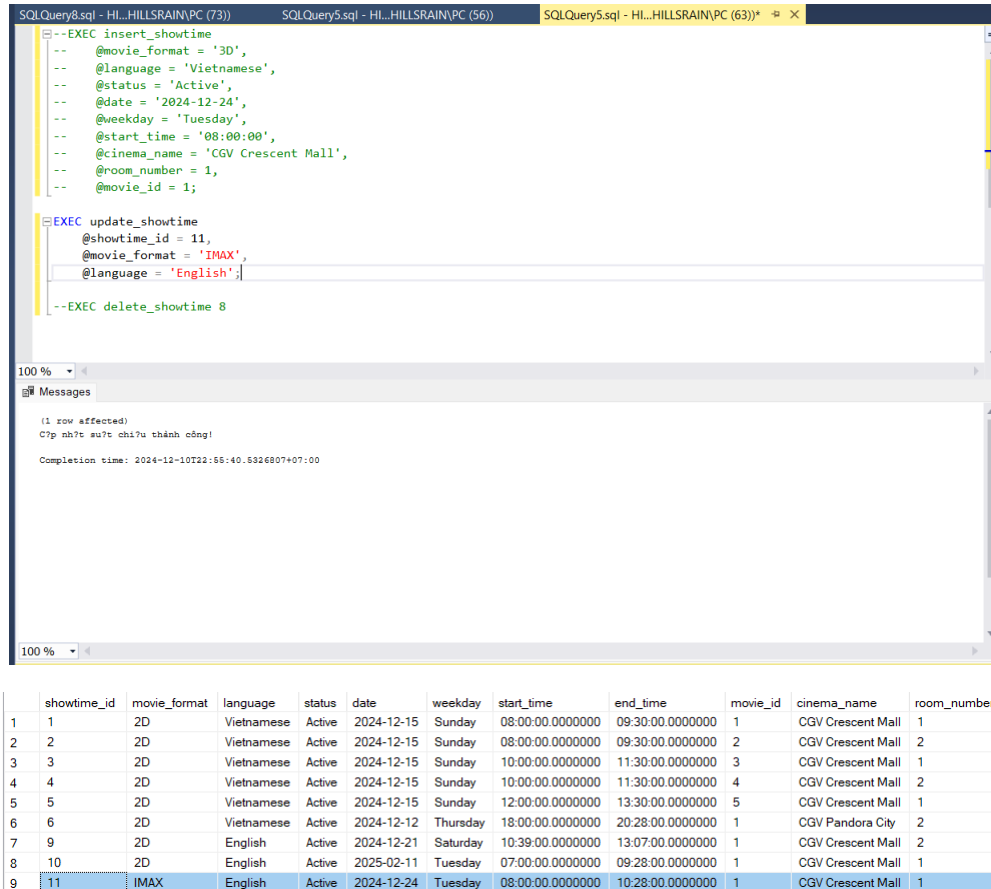 SQLQuery8.sql - HI...HILLSRAIN\PC (73))    SQLQuery5.sql - HI...HILLSRAIN\PC (56))    SQLQuery5.sql - HI...HILLSRAIN\PC (63))*
--EXEC insert_showtime
--    @movie_format = '3D',
--    @language = 'Vietnamese',
--    @status = 'Active',
--    @date = '2024-12-24',
--    @weekday = 'Tuesday',
--    @start_time = '08:00:00',
--    @cinema_name = 'CGV Crescent Mall',
--    @room_number = 1,
--    @movie_id = 1;
EXEC update_showtime
    @showtime_id = 11,
    @movie_format = 'IMAX',
    @language = 'English';
--EXEC delete_showtime 8
100 %
Messages
(1 row affected)
C?p nh?t su?t chi?u thành công!
Completion time: 2024-12-10T22:55:40.5326807+07:00
100 %
showtime_id movie_format language status date weekday start_time end_time movie_id cinema_name room_number
1 1 2D Vietnamese Active 2024-12-15 Sunday 08:00:00.0000000 09:30:00.0000000 1 CGV Crescent Mall 1
2 2 2D Vietnamese Active 2024-12-15 Sunday 08:00:00.0000000 09:30:00.0000000 2 CGV Crescent Mall 2
3 3 2D Vietnamese Active 2024-12-15 Sunday 10:00:00.0000000 11:30:00.0000000 3 CGV Crescent Mall 1
4 4 2D Vietnamese Active 2024-12-15 Sunday 10:00:00.0000000 11:30:00.0000000 4 CGV Crescent Mall 2
5 5 2D Vietnamese Active 2024-12-15 Sunday 12:00:00.0000000 13:30:00.0000000 5 CGV Crescent Mall 1
6 6 2D Vietnamese Active 2024-12-12 Thursday 18:00:00.0000000 20:28:00.0000000 1 CGV Pandora City 2
7 9 2D English Active 2024-12-21 Saturday 10:39:00.0000000 13:07:00.0000000 1 CGV Crescent Mall 2
8 10 2D English Active 2025-02-11 Tuesday 07:00:00.0000000 09:28:00.0000000 1 CGV Crescent Mall 1
9 11 IMAX English Active 2024-12-24 Tuesday 08:00:00.0000000 10:28:00.0000000 1 CGV Crescent Mall 1